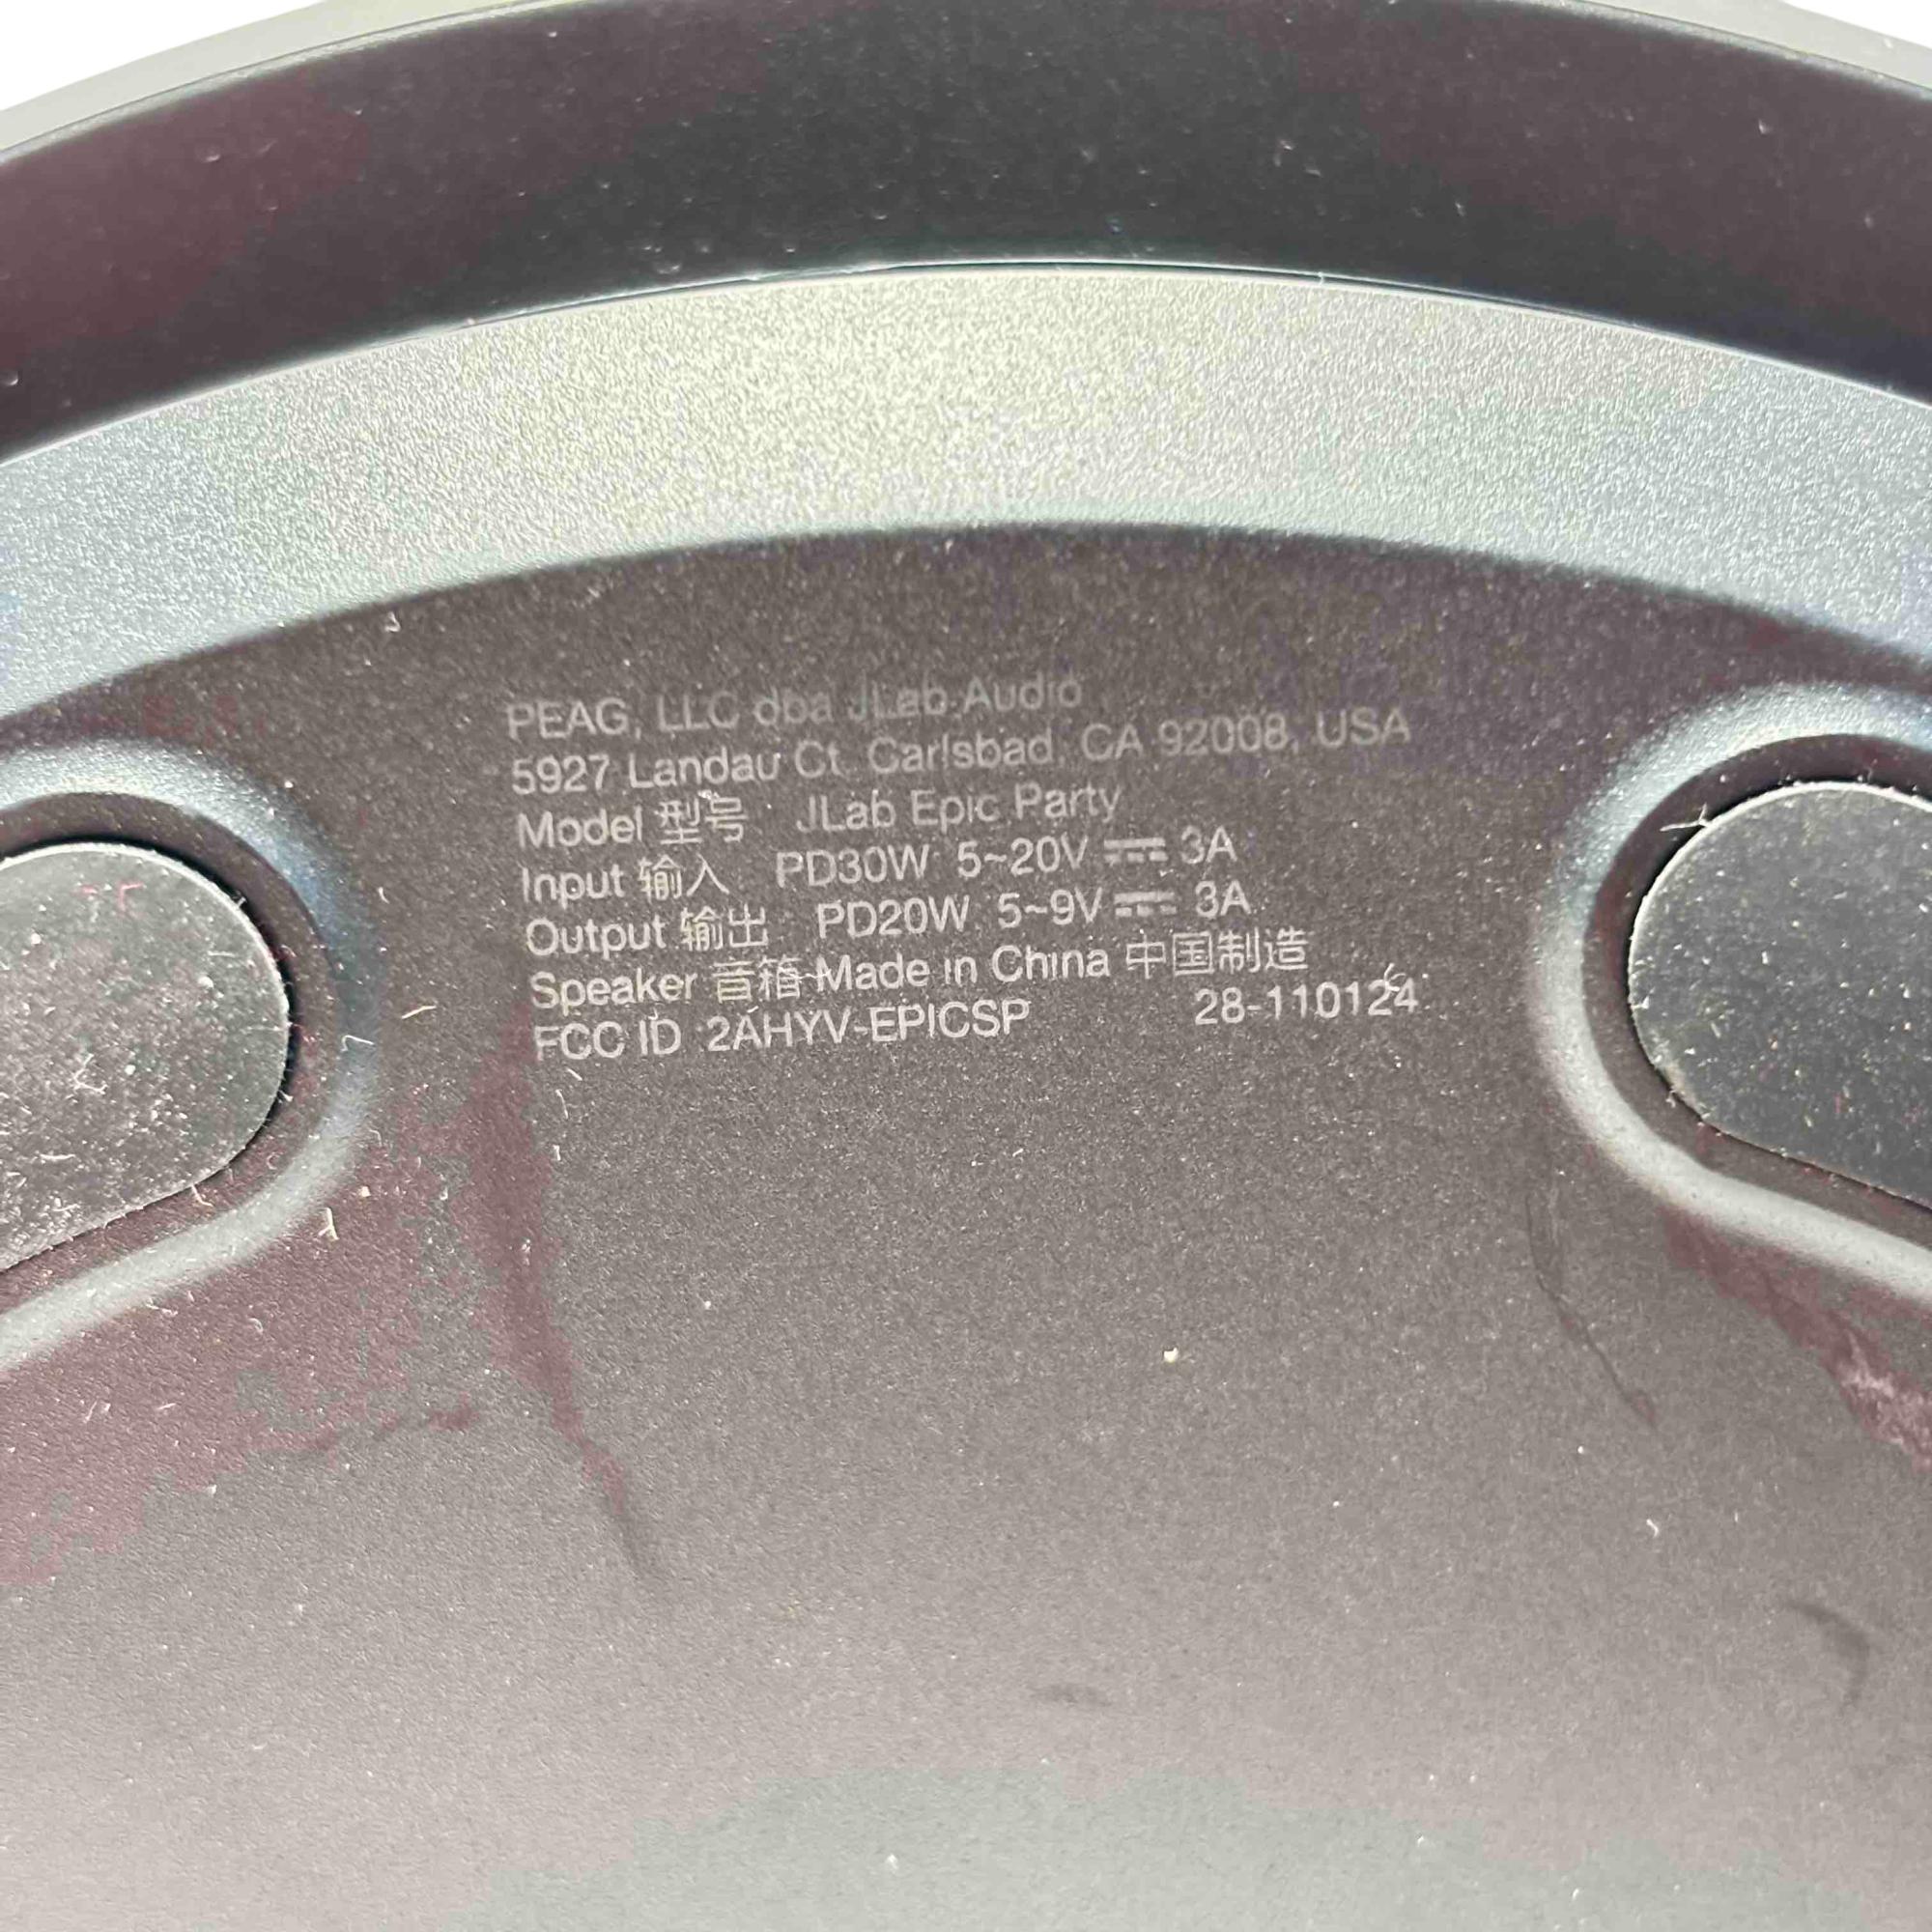 PEAG, LLC dba JLab Audio
5927 Landau Ct. Carlsbad, CA 92008, USA
Model 型号 JLab Epic Party
Input 输入 PD30W: 5~20V ⎓ 3A
Output 输出 PD20W: 5~9V ⎓ 3A
Speaker 音箱 Made in China 中国制造
FCC ID 2AHYV-EPICSP 28-110124